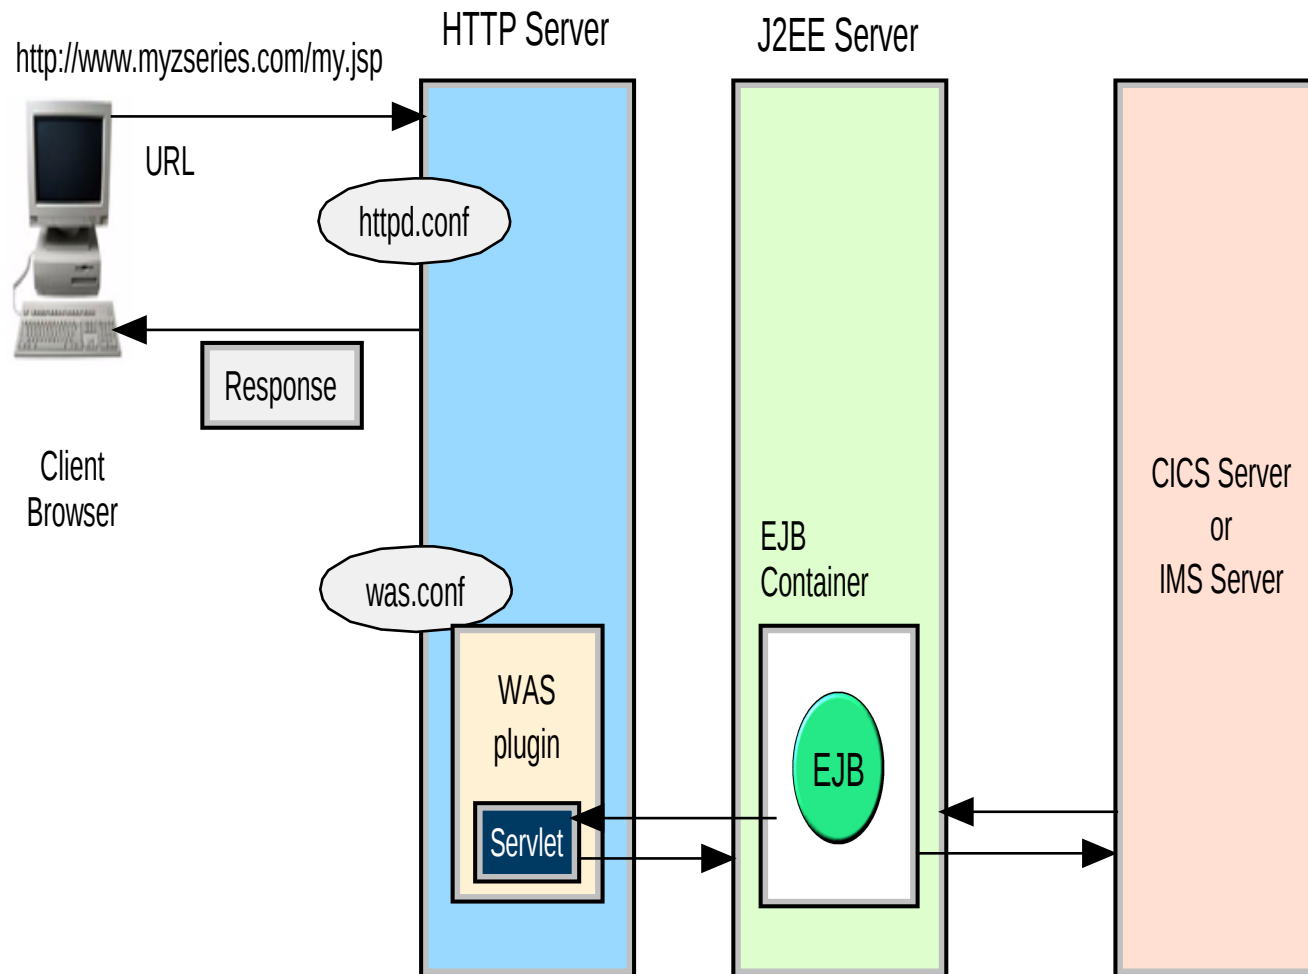 HTTP Server
J2EE Server
http://www.myzseries.com/my.jsp
URL
httpd.conf
Response
Client
Browser
CICS Server
or
IMS Server
EJB
Container
was.conf
WAS
plugin
EJB
Servlet